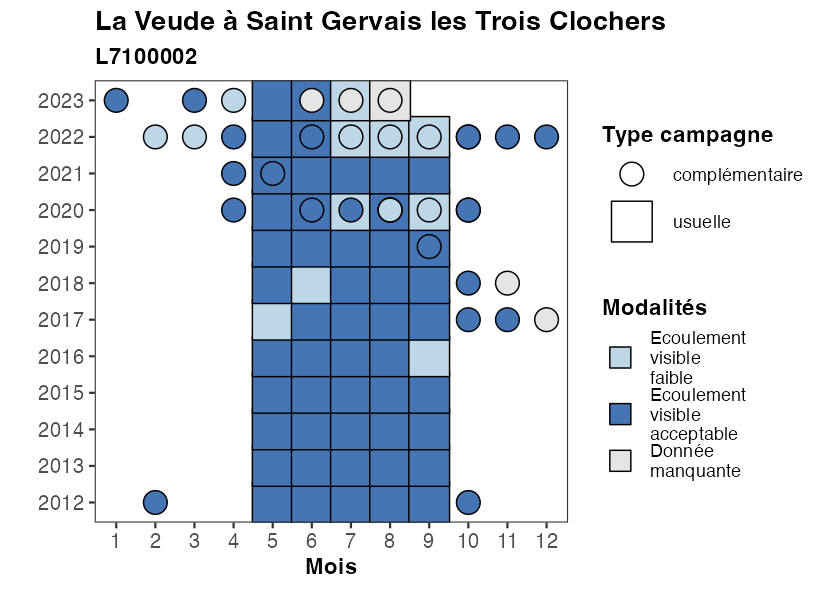 La Veude à Saint Gervais les Trois Clochers
L7100002
2023
2022
2021
2020
2019
2018
2017
2016
2015
2014
2013
2012
1 2 3 4 5 6 7 8 9 10 11 12
Mois
Type campagne
complémentaire
usuelle
Modalités
Ecoulement
visible
faible
Ecoulement
visible
acceptable
Donnée
manquante